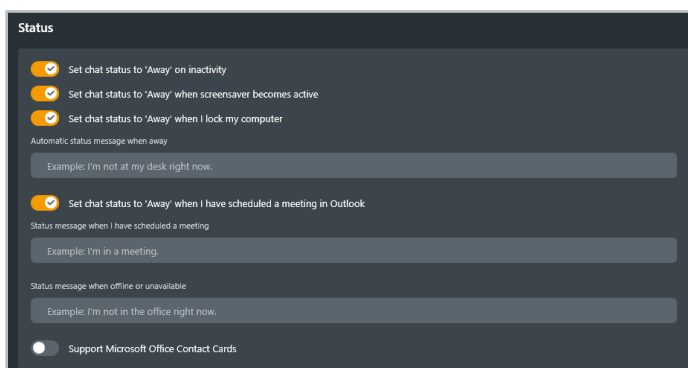 Status
Set chat status to 'Away' on inactivity
Set chat status to 'Away' when screensaver becomes active
Set chat status to 'Away' when I lock my computer
Automatic status message when away
Example: I'm not at my desk right now.
Set chat status to 'Away' when I have scheduled a meeting in Outlook
Status message when I have scheduled a meeting
Example: I'm in a meeting.
Status message when offline or unavailable
Example: I'm not in the office right now.
Support Microsoft Office Contact Cards